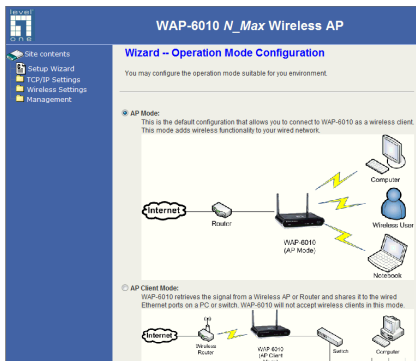 level
one
WAP-6010 N_Max Wireless AP
Site contents
Setup Wizard
TCP/IP Settings
Wireless Settings
Management
Wizard -- Operation Mode Configuration
You may configure the operation mode suitable for you environment.
AP Mode:
This is the default configuration that allows you to connect to WAP-6010 as a wireless client.
This mode adds wireless functionality to your wired network.
Internet
Router
WAP-6010
(AP Mode)
Computer
Wireless User
Notebook
AP Client Mode:
WAP-6010 retrieves the signal from a Wireless AP or Router and shares it to the wired
Ethernet ports on a PC or switch. WAP-6010 will not accept wireless clients in this mode.
Internet
Wireless
Router
WAP-6010
(AP Client
Switch
Computer